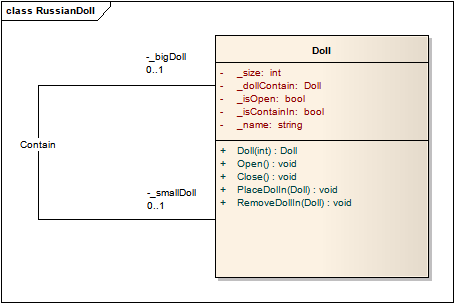 class RussianDoll
-_bigDoll
0..1
Doll
- _size: int
- _dollContain: Doll
- _isOpen: bool
- _isContainIn: bool
- _name: string
Contain
+ Doll(int) : Doll
+ Open() : void
+ Close() : void
+ PlaceDolln(Doll) : void
+ RemoveDollIn(Doll) : void
-_smallDoll
0..1